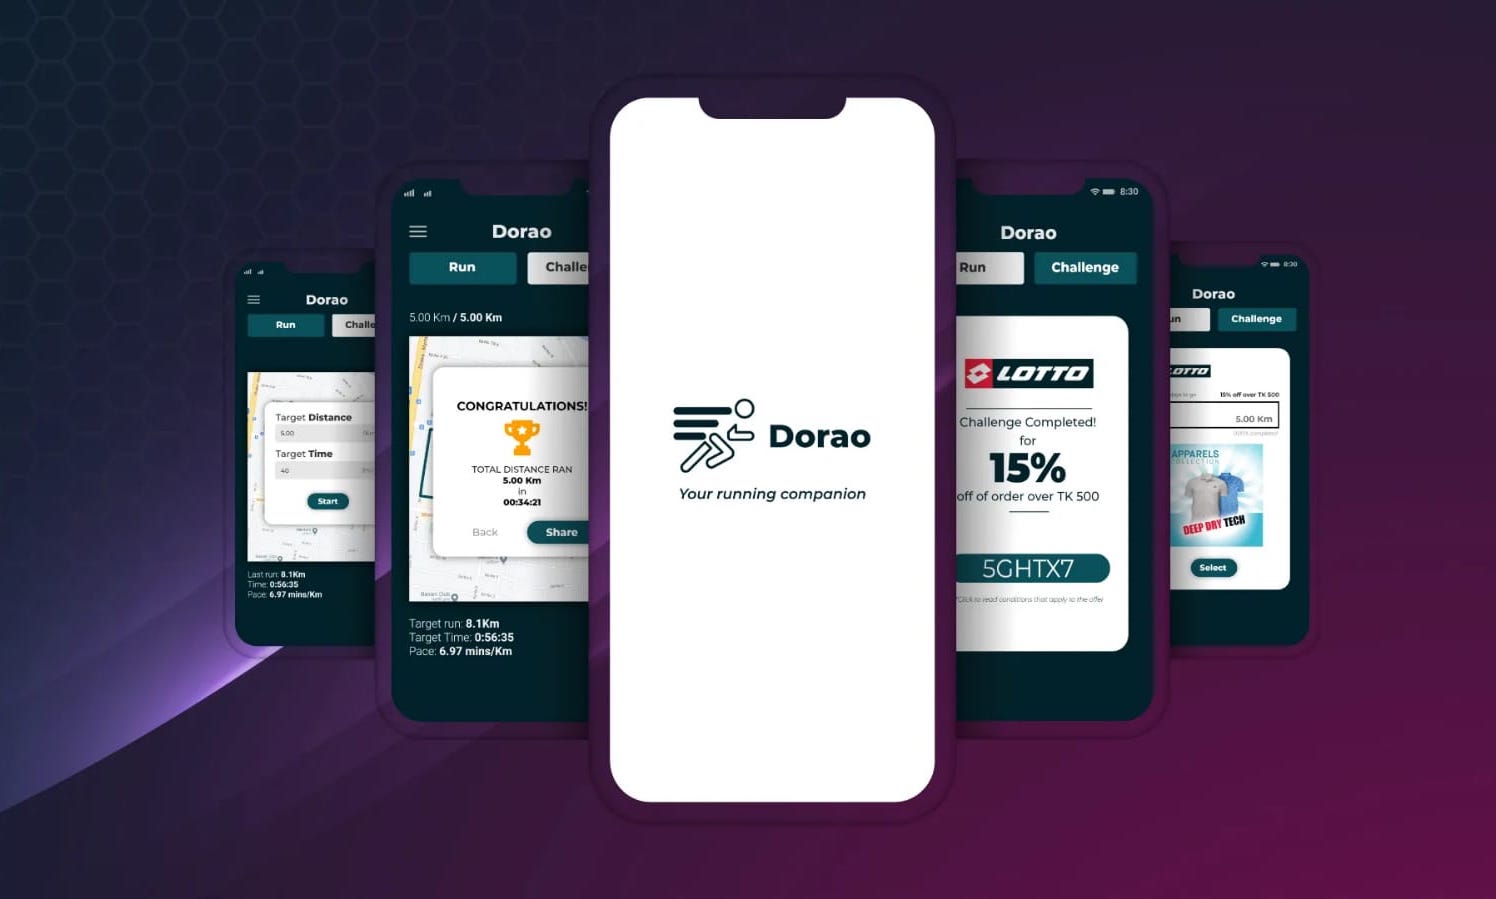 Dorao
Run
Challe
Target Distance
5.00
Target Time
40
Start
Last run: 8.1Km
Time: 0:56:35
Pace: 6.97 mins/Km
Dorao
Run
Challe
5.00 Km / 5.00 Km
CONGRATULATIONS!
TOTAL DISTANCE RAN
5.00 Km
in
00:34:21
Back
Share
Banani Club
Target run: 8.1Km
Target Time: 0:56:35
Pace: 6.97 mins/Km
Dorao
Your running companion
8:30
Dorao
Run
Challenge
LOTTO
Challenge Completed!
for
15%
off of order over TK 500
5GHTX7
*Click to read conditions that apply to the offer
8:30
Dorao
un
Challenge
LOTTO
days to go
15% off over TK 500
5.00 Km
APPARELS
COLLECTION
DEEP DRY TECH
Select